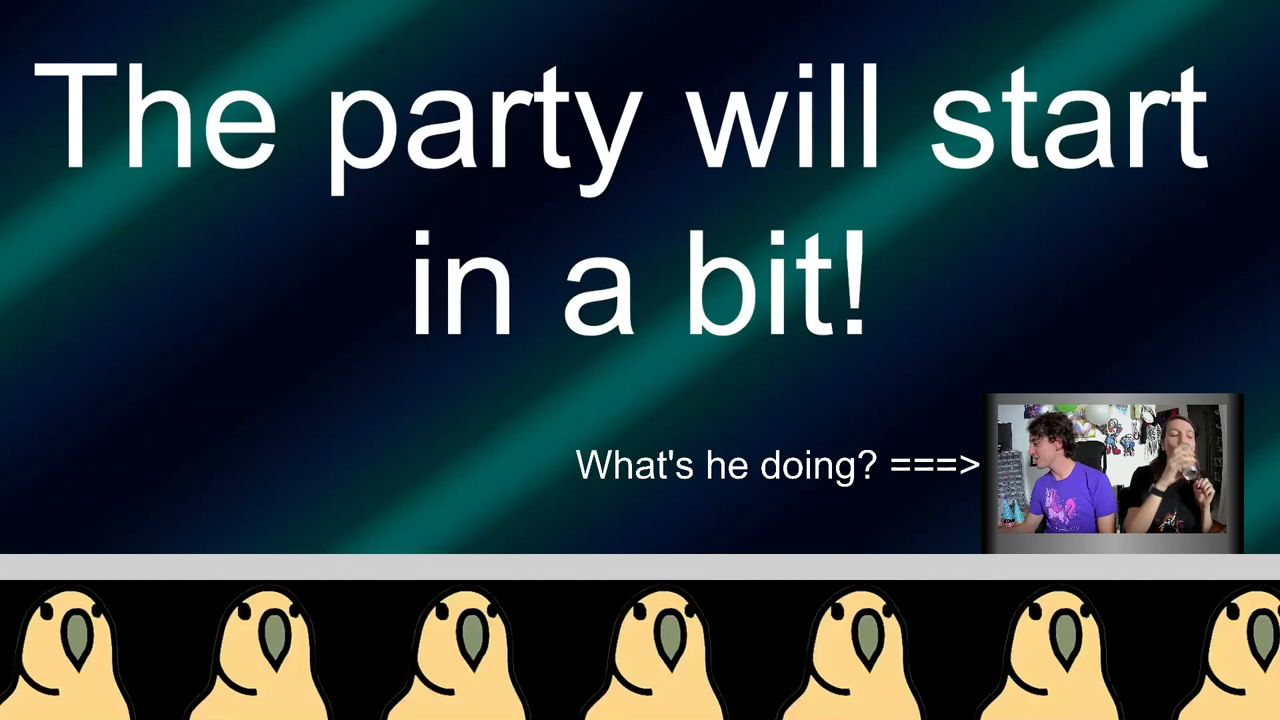 The party will start
in a bit!
What's he doing? ===>